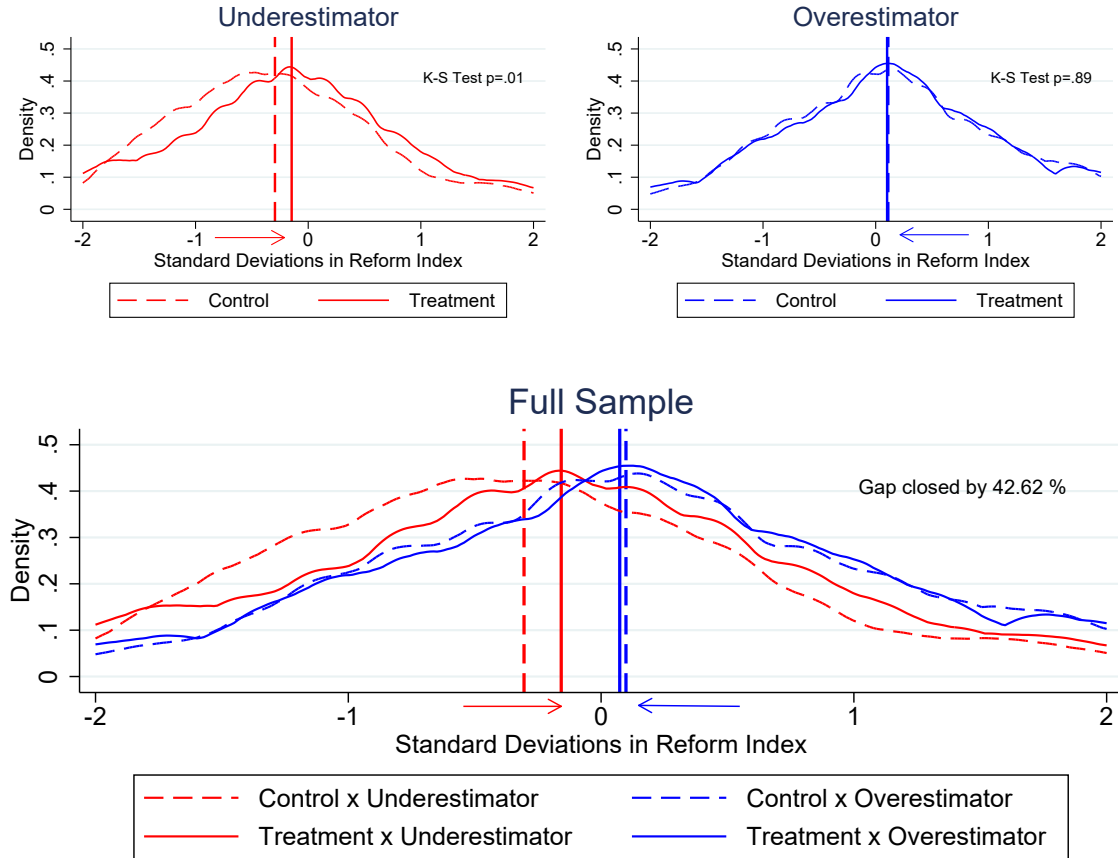 Underestimator
.5
.4
.3
.2
.1
0
Density
K-S Test p=.01
-2
-1
0
1
2
Standard Deviations in Reform Index
Control
Treatment
Overestimator
.5
.4
.3
.2
.1
0
Density
K-S Test p=.89
-2
-1
0
1
2
Standard Deviations in Reform Index
Control
Treatment
Full Sample
.5
.4
.3
.2
.1
0
Density
Gap closed by 42.62 %
-2
-1
0
1
2
Standard Deviations in Reform Index
Control x Underestimator
Control x Overestimator
Treatment x Underestimator
Treatment x Overestimator